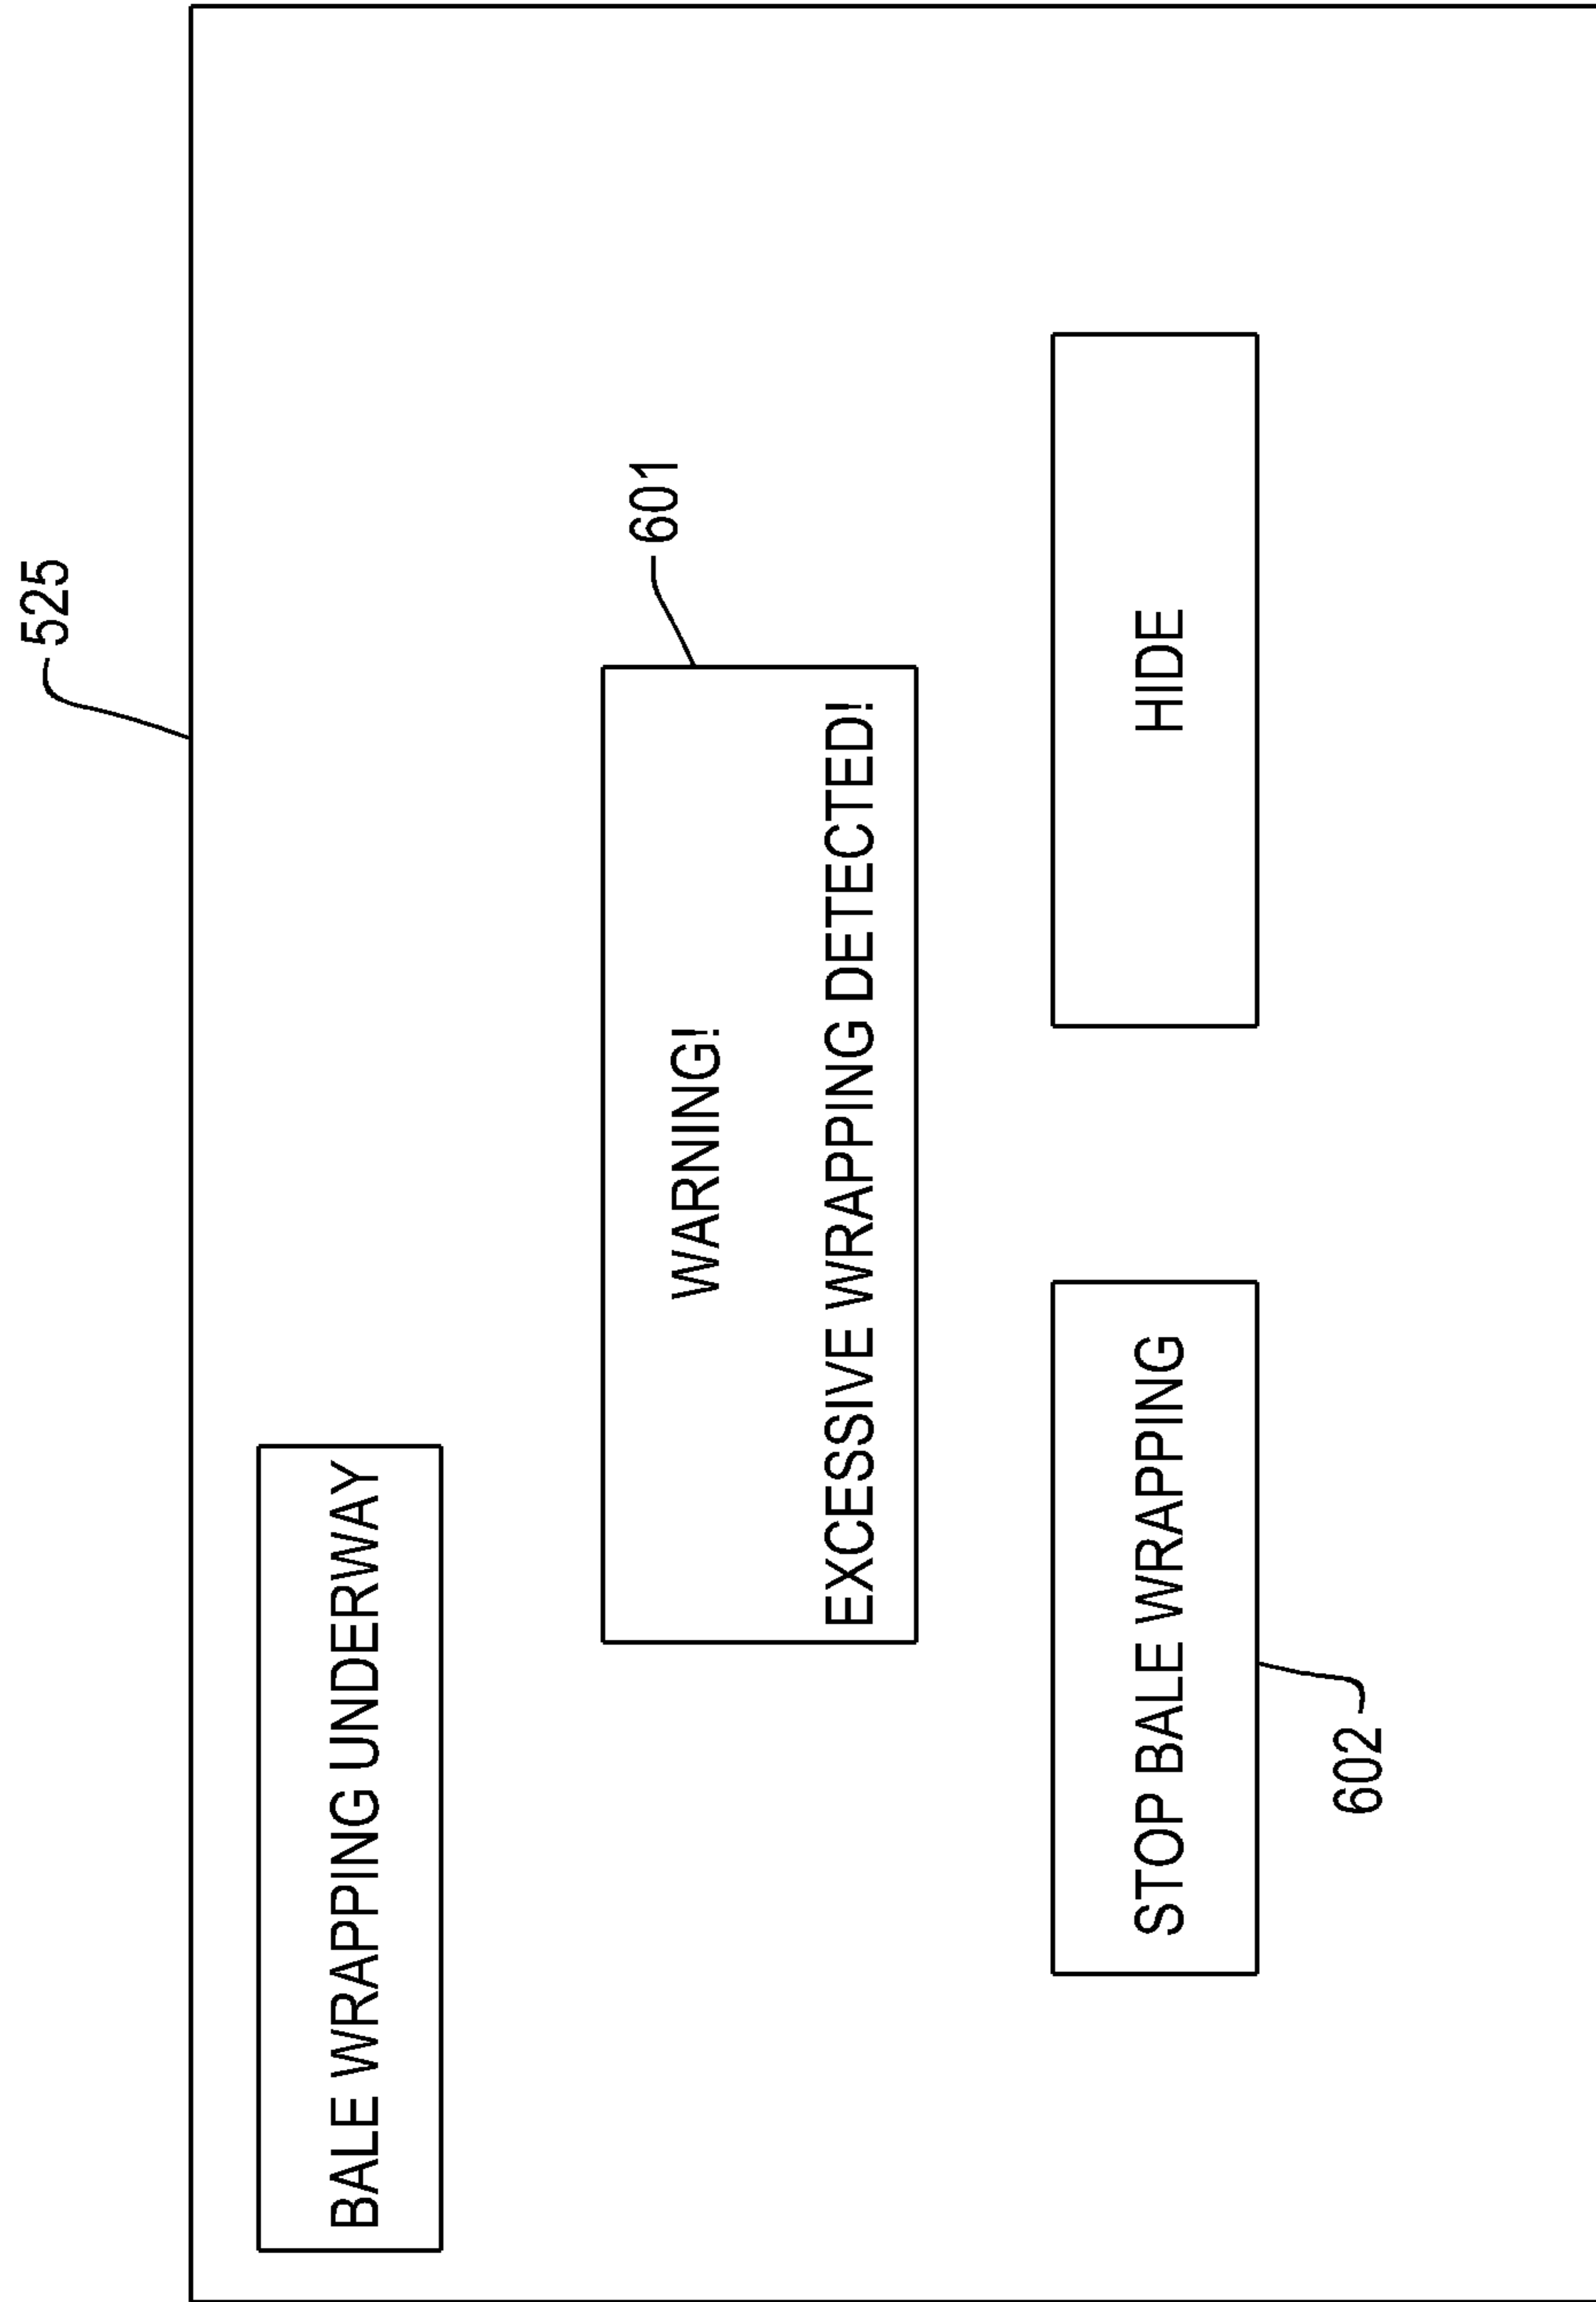 525
BALE WRAPPING UNDERWAY
601
WARNING!
EXCESSIVE WRAPPING DETECTED!
STOP BALE WRAPPING
HIDE
602